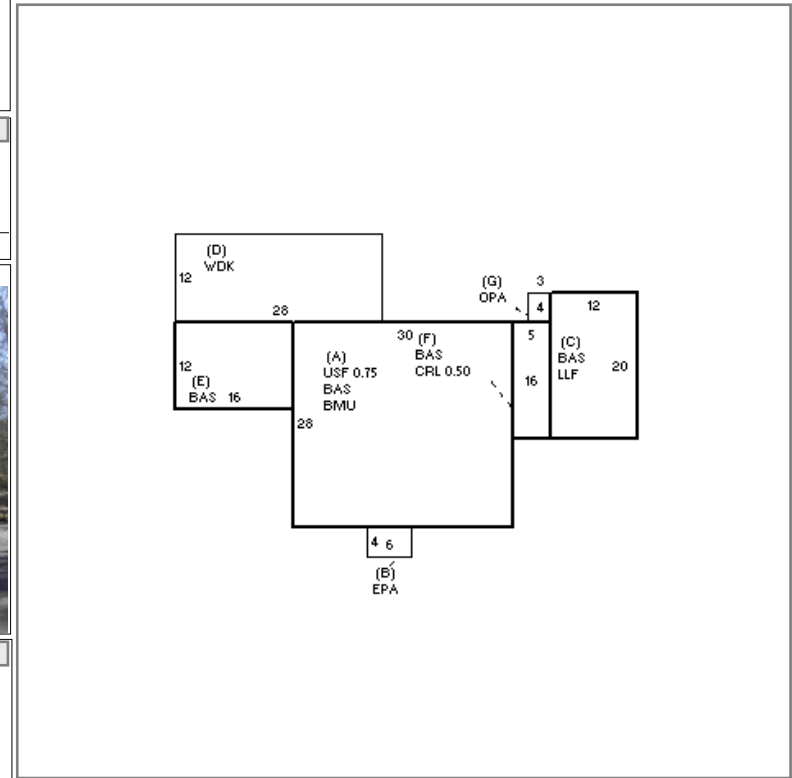 (D)
WDK
12
28
3
(G)
OPA
4
12
5
30
(F)
BAS
CRL 0.50
(A)
USF 0.75
BAS
BMU
(C)
BAS
LLF
20
12
(E)
BAS 16
16
28
4 6
(B)
EPA